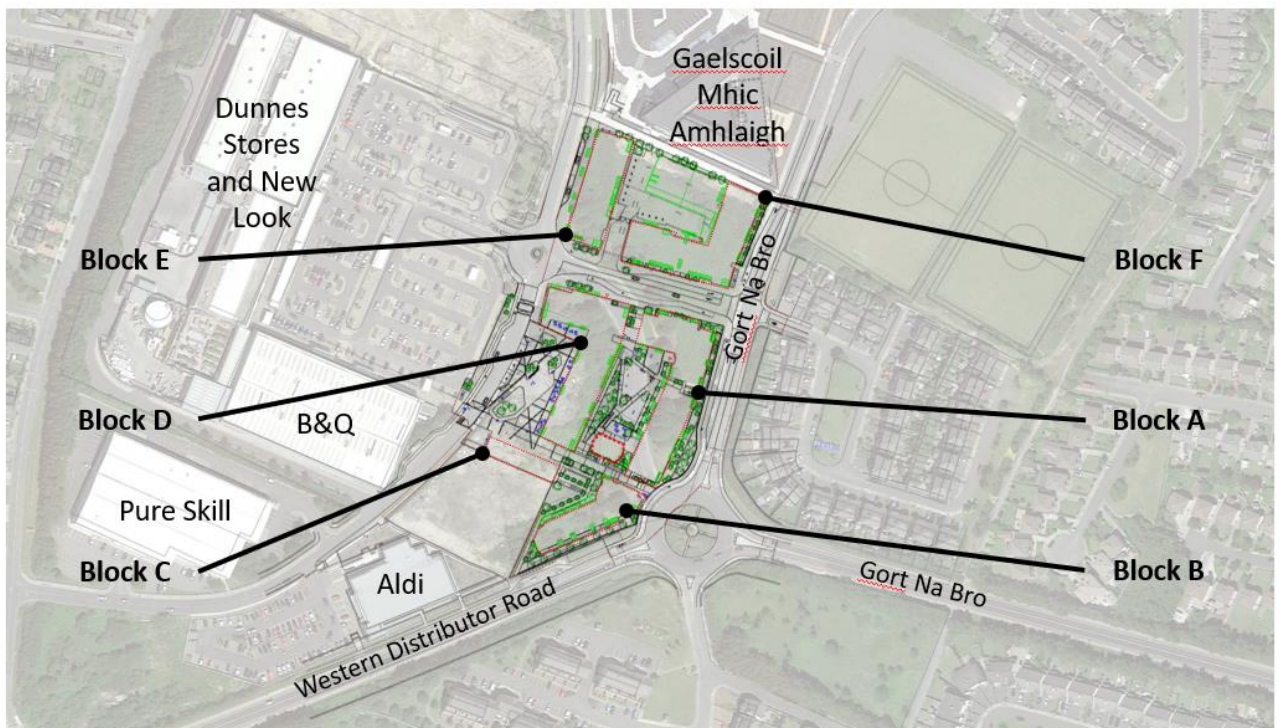 Gaelscoil
Mhic
Amhlaigh
Dunnes
Stores
and New
Look
Block E
Block F
Gort Na Bro
Block D
B&Q
Block A
Pure Skill
Block C
Aldi
Block B
Gort Na Bro
Western Distributor Road